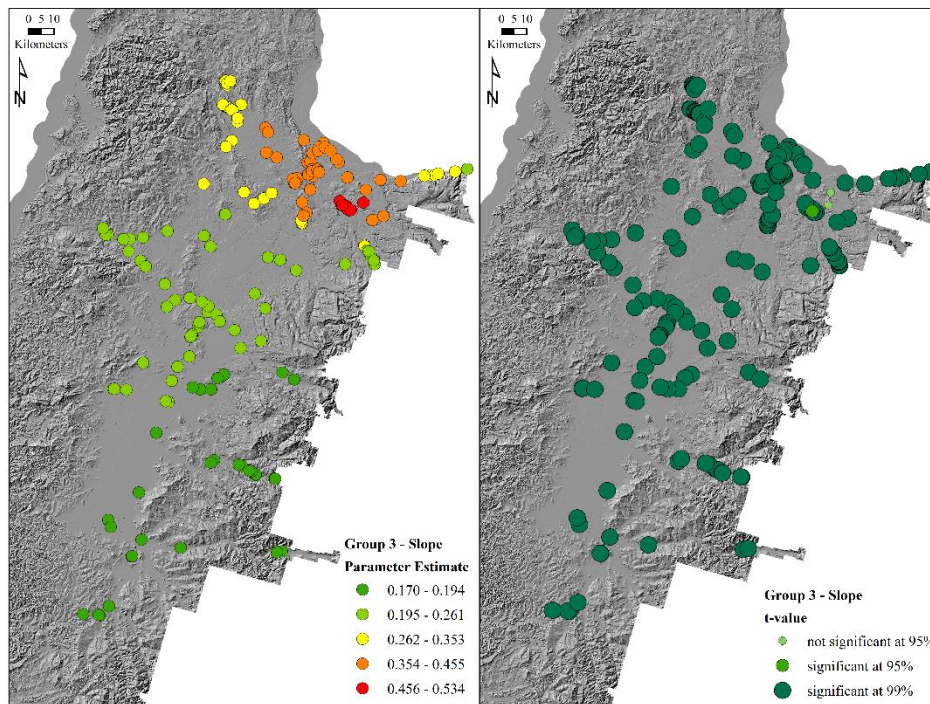 0 5 10
Kilometers
N
Group 3 - Slope
Parameter Estimate
0.170 - 0.194
0.195 - 0.261
0.262 - 0.353
0.354 - 0.455
0.456 - 0.534
0 5 10
Kilometers
N
Group 3 - Slope
t-value
not significant at 95%
significant at 95%
significant at 99%